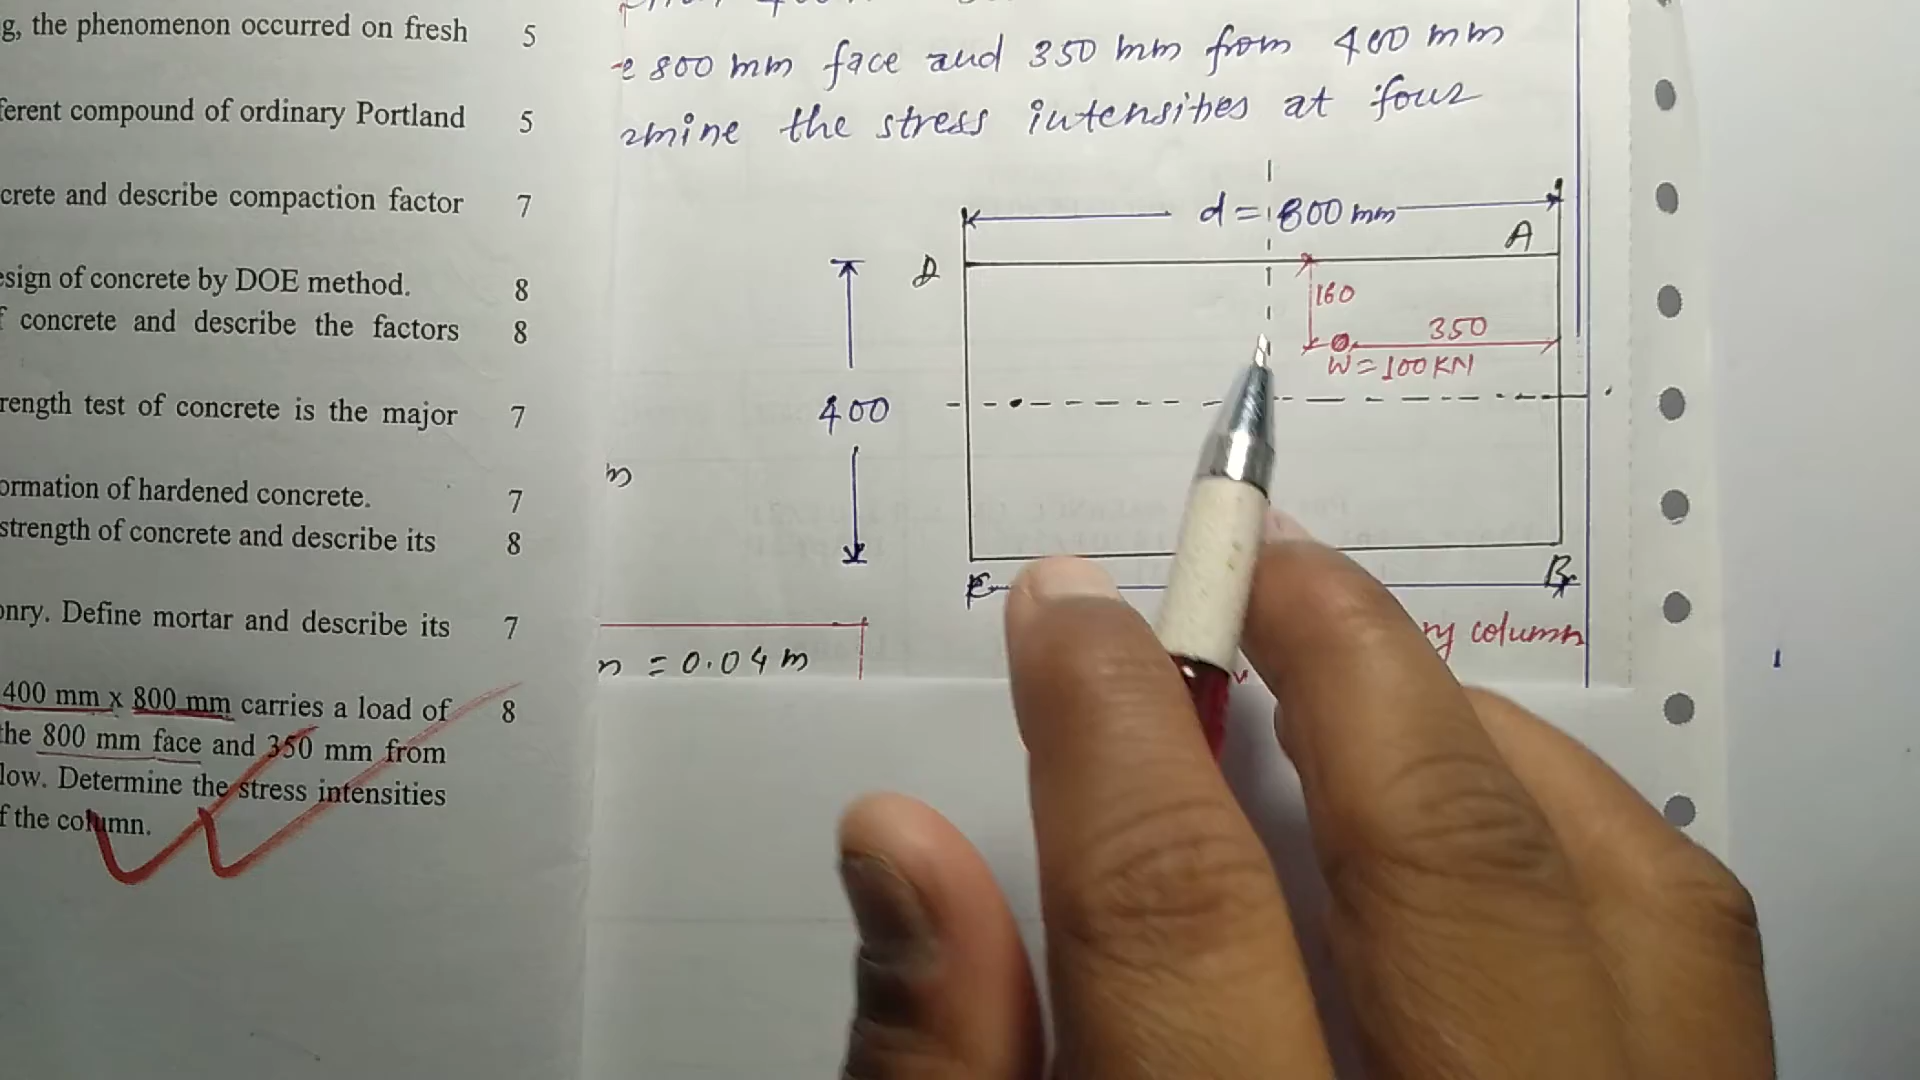 g, the phenomenon occurred on fresh 5
ferent compound of ordinary Portland 5
crete and describe compaction factor 7
esign of concrete by DOE method. 8
f concrete and describe the factors 8
rength test of concrete is the major 7
ormation of hardened concrete. 7
strength of concrete and describe its 8
onry. Define mortar and describe its 7
400 mm x 800 mm carries a load of 8
the 800 mm face and 350 mm from
low. Determine the stress intensities
f the column.
e 800 mm face and 350 mm from 400 mm
rmine the stress intensities at four
d = 800 mm
A
D
160
350
W = 100 KN
400
m
C
B
ry column
m = 0.04 m